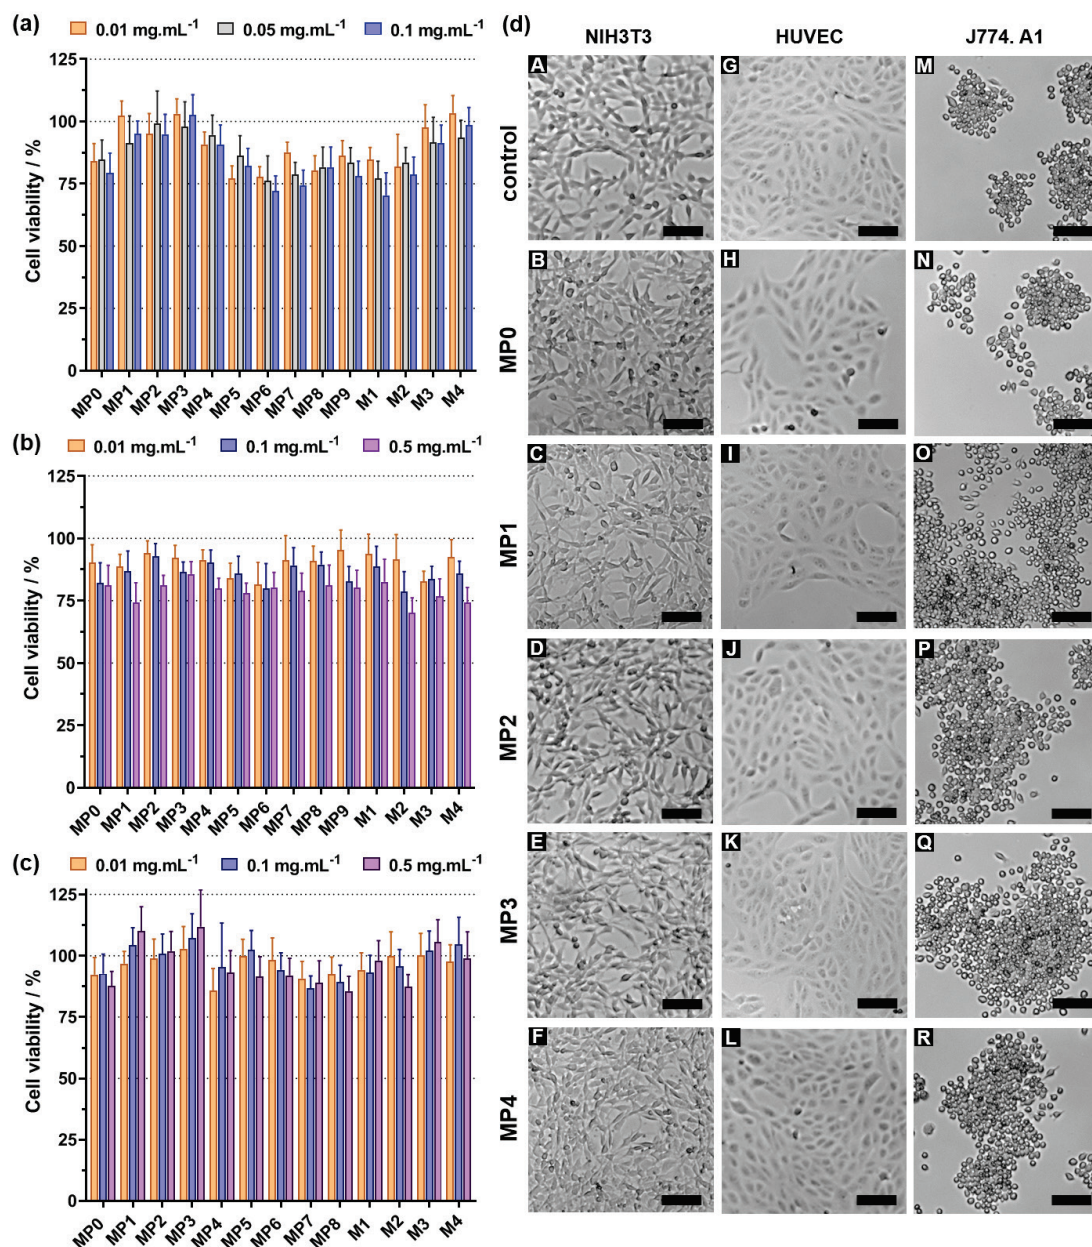 (a) 0.01 mg.mL⁻¹ 0.05 mg.mL⁻¹ 0.1 mg.mL⁻¹
Cell viability / %
125
100
75
50
25
0
MP0 MP1 MP2 MP3 MP4 MP5 MP6 MP7 MP8 MP9 M1 M2 M3 M4
(b) 0.01 mg.mL⁻¹ 0.1 mg.mL⁻¹ 0.5 mg.mL⁻¹
Cell viability / %
125
100
75
50
25
0
MP0 MP1 MP2 MP3 MP4 MP5 MP6 MP7 MP8 MP9 M1 M2 M3 M4
(c) 0.01 mg.mL⁻¹ 0.1 mg.mL⁻¹ 0.5 mg.mL⁻¹
Cell viability / %
125
100
75
50
25
0
MP0 MP1 MP2 MP3 MP4 MP5 MP6 MP7 MP8 M1 M2 M3 M4
(d) NIH3T3 HUVEC J774. A1
control A G M
MP0 B H N
MP1 C I O
MP2 D J P
MP3 E K Q
MP4 F L R